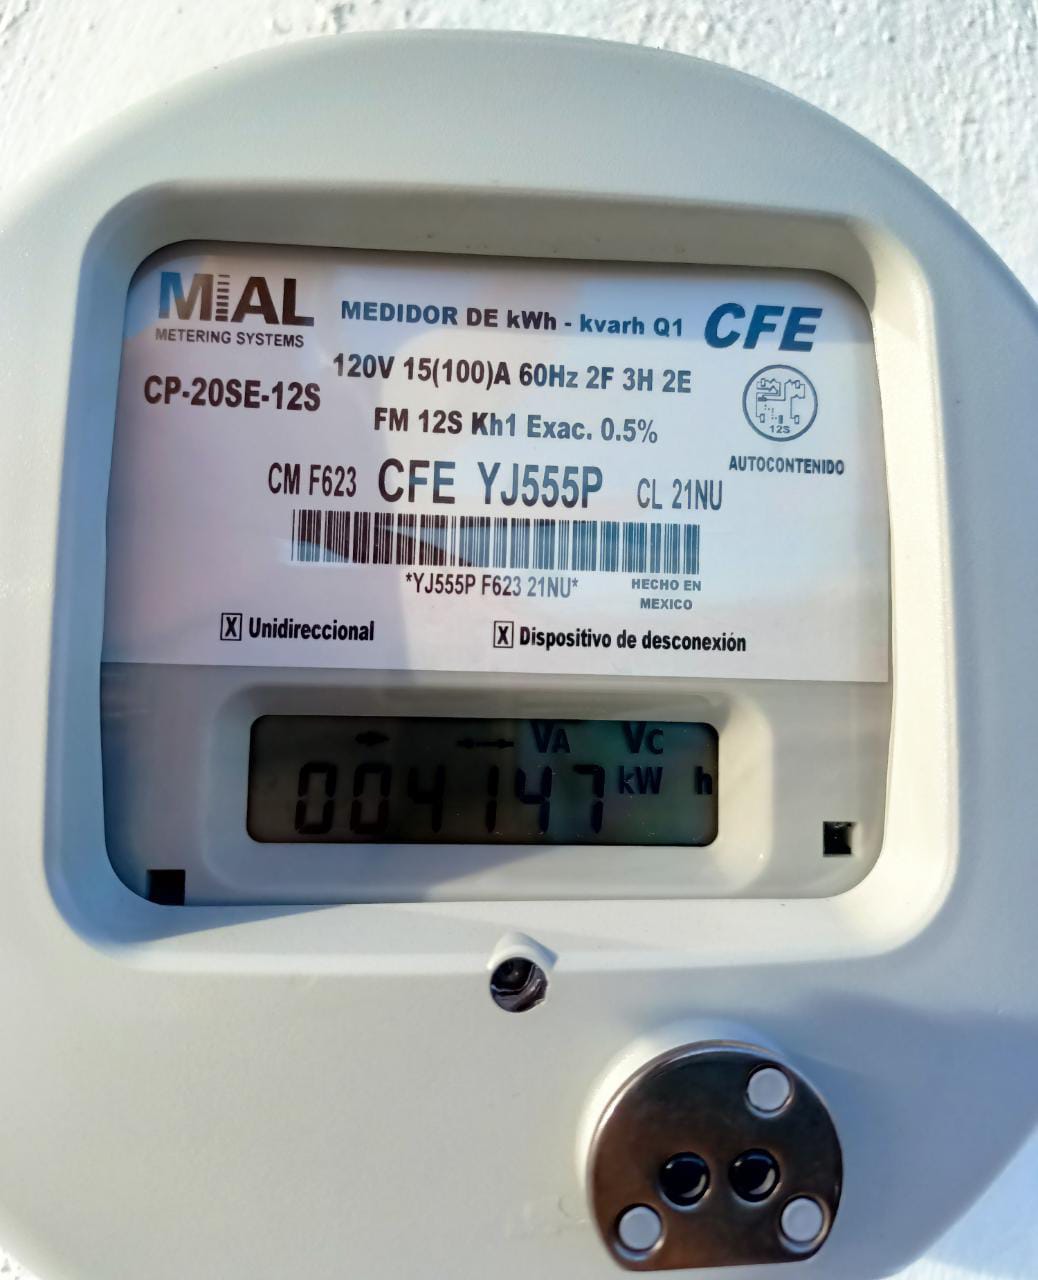 MIAL
METERING SYSTEMS
MEDIDOR DE kWh - kvarh Q1
CFE
120V 15(100)A 60Hz 2F 3H 2E
CP-20SE-12S
FM 12S Kh1 Exac. 0.5%
12S
AUTOCONTENIDO
CM F623 CFE YJ555P CL 21NU
*YJ555P F623 21NU*
HECHO EN
MEXICO
X Unidireccional
X Dispositivo de desconexión
VA VC
004147 kW h